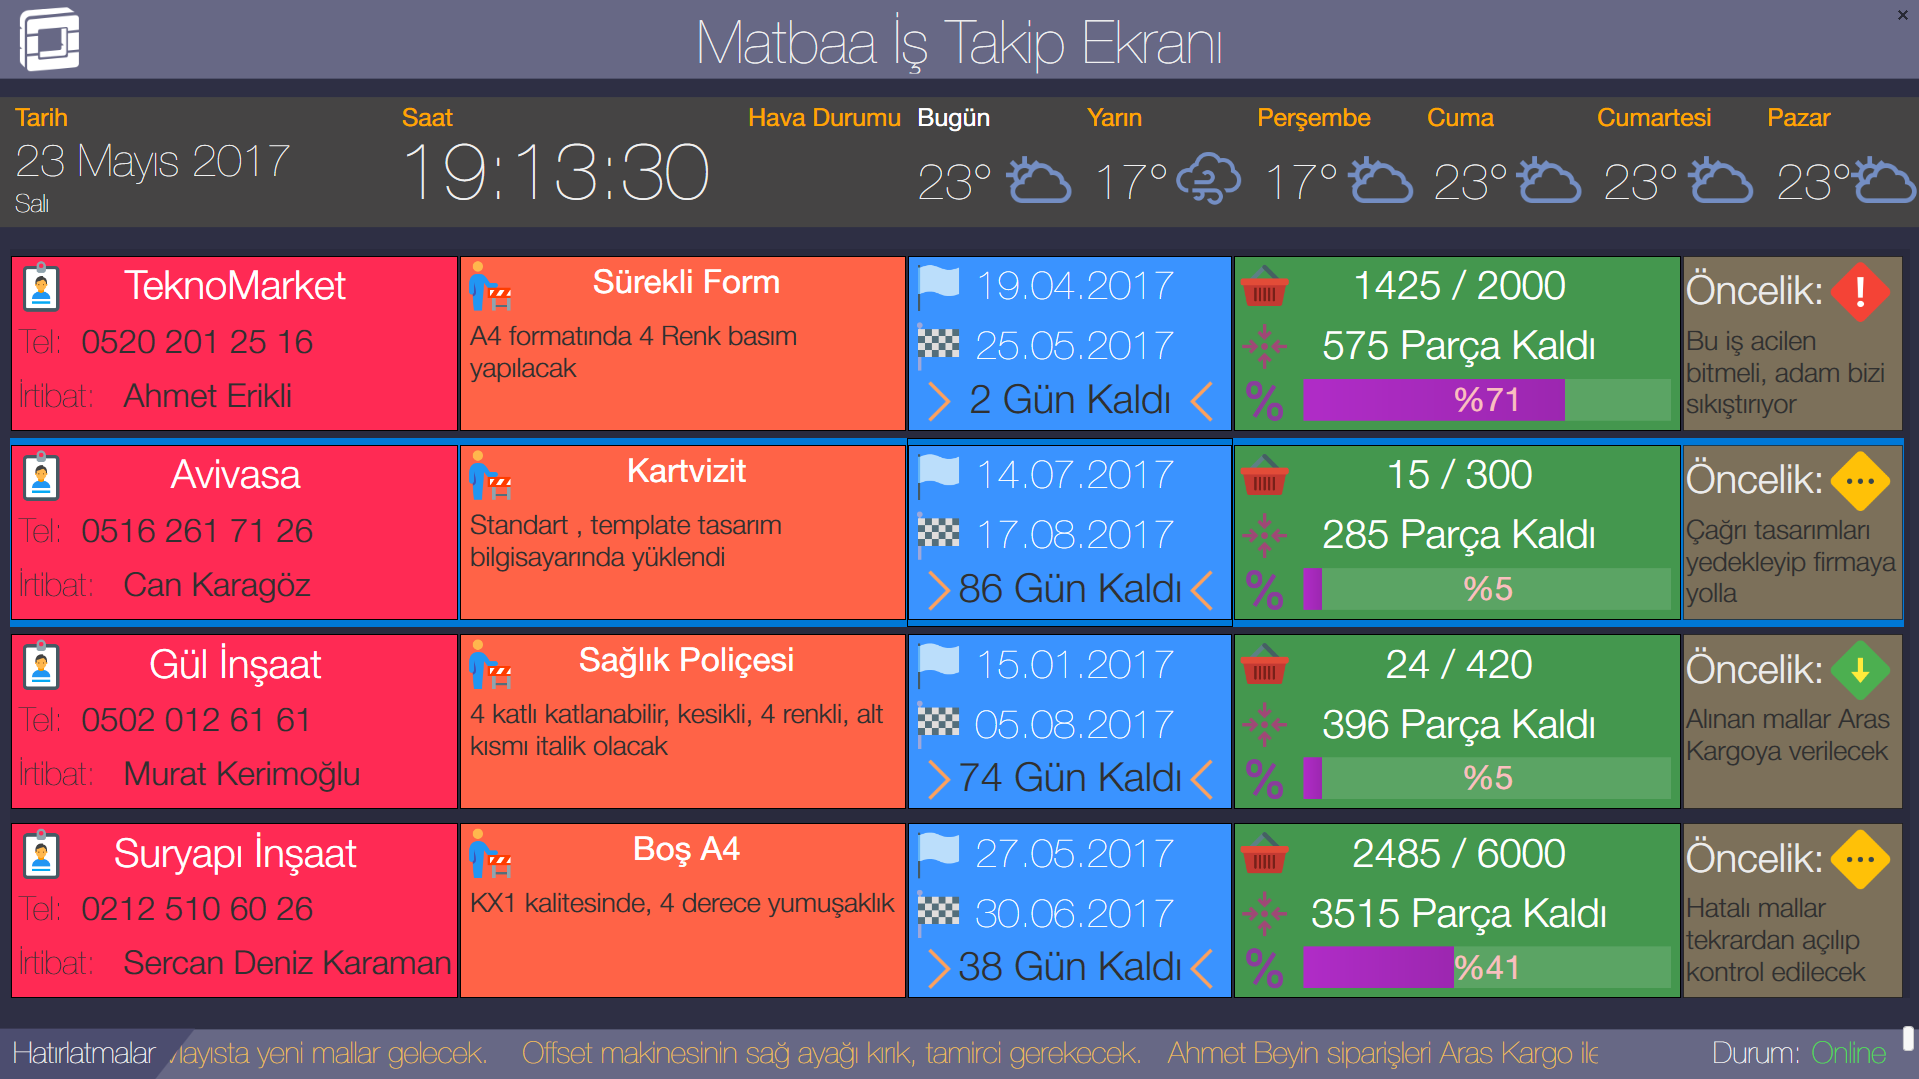 Matbaa İş Takip Ekranı
Tarih
23 Mayıs 2017
Salı
Saat
19:13:30
Hava Durumu
Bugün
23°
Yarın
17°
Perşembe
17°
Cuma
23°
Cumartesi
23°
Pazar
23°
TeknoMarket
Tel: 0520 201 25 16
İrtibat: Ahmet Erikli
Sürekli Form
A4 formatında 4 Renk basım
yapılacak
19.04.2017
25.05.2017
2 Gün Kaldı
1425 / 2000
575 Parça Kaldı
% %71
Öncelik: !
Bu iş acilen
bitmeli, adam bizi
sıkıştırıyor
Avivasa
Tel: 0516 261 71 26
İrtibat: Can Karagöz
Kartvizit
Standart , template tasarım
bilgisayarında yüklendi
14.07.2017
17.08.2017
86 Gün Kaldı
15 / 300
285 Parça Kaldı
% %5
Öncelik:
Çağrı tasarımları
yedekleyip firmaya
yolla
Gül İnşaat
Tel: 0502 012 61 61
İrtibat: Murat Kerimoğlu
Sağlık Poliçesi
4 katlı katlanabilir, kesikli, 4 renkli, alt
kısmı italik olacak
15.01.2017
05.08.2017
74 Gün Kaldı
24 / 420
396 Parça Kaldı
% %5
Öncelik:
Alınan mallar Aras
Kargoya verilecek
Suryapı İnşaat
Tel: 0212 510 60 26
İrtibat: Sercan Deniz Karaman
Boş A4
KX1 kalitesinde, 4 derece yumuşaklık
27.05.2017
30.06.2017
38 Gün Kaldı
2485 / 6000
3515 Parça Kaldı
% %41
Öncelik:
Hatalı mallar
tekrardan açılıp
kontrol edilecek
Hatırlatmalar layısta yeni mallar gelecek. Offset makinesinin sağ ayağı kırık, tamirci gerekecek. Ahmet Beyin siparişleri Aras Kargo ile Durum: Online